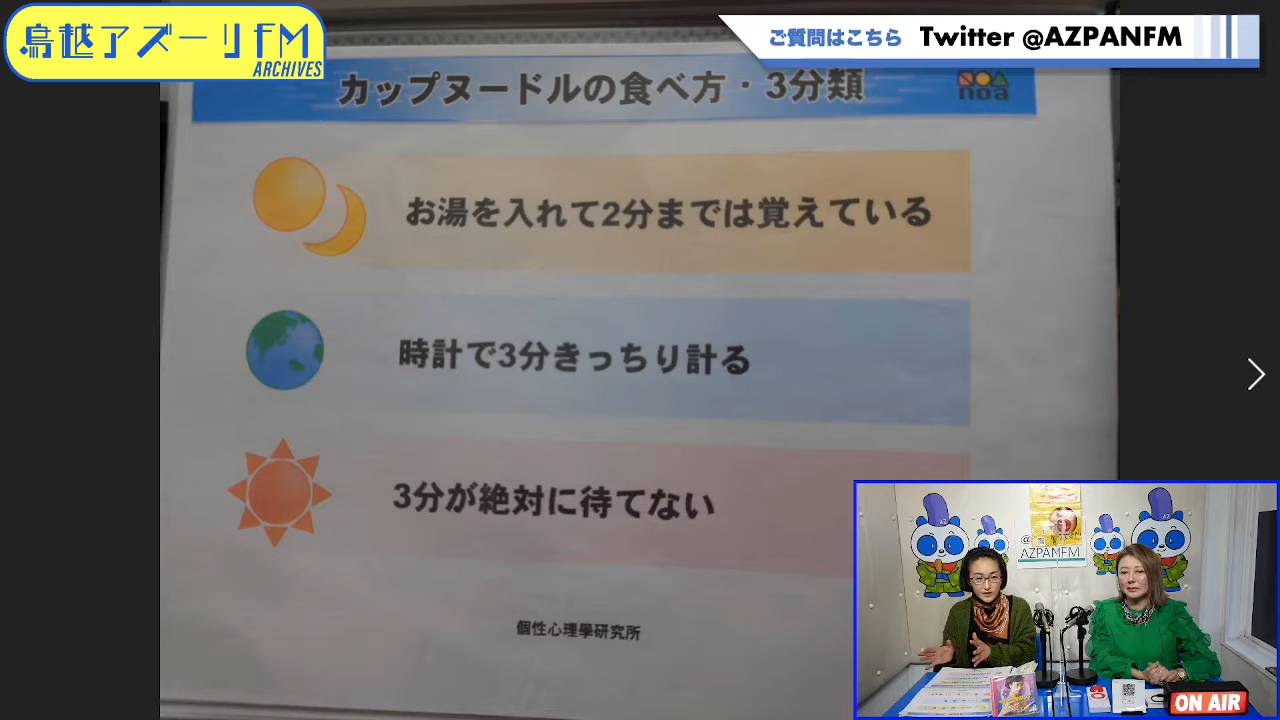 鳥越アズーリFM
ARCHIVES
ご質問はこちら Twitter @AZPANFM
カップヌードルの食べ方・3分類
noa
お湯を入れて2分までは覚えている
時計で3分きっちり計る
3分が絶対に待てない
個性心理學研究所
AZPAMFM
ON AIR